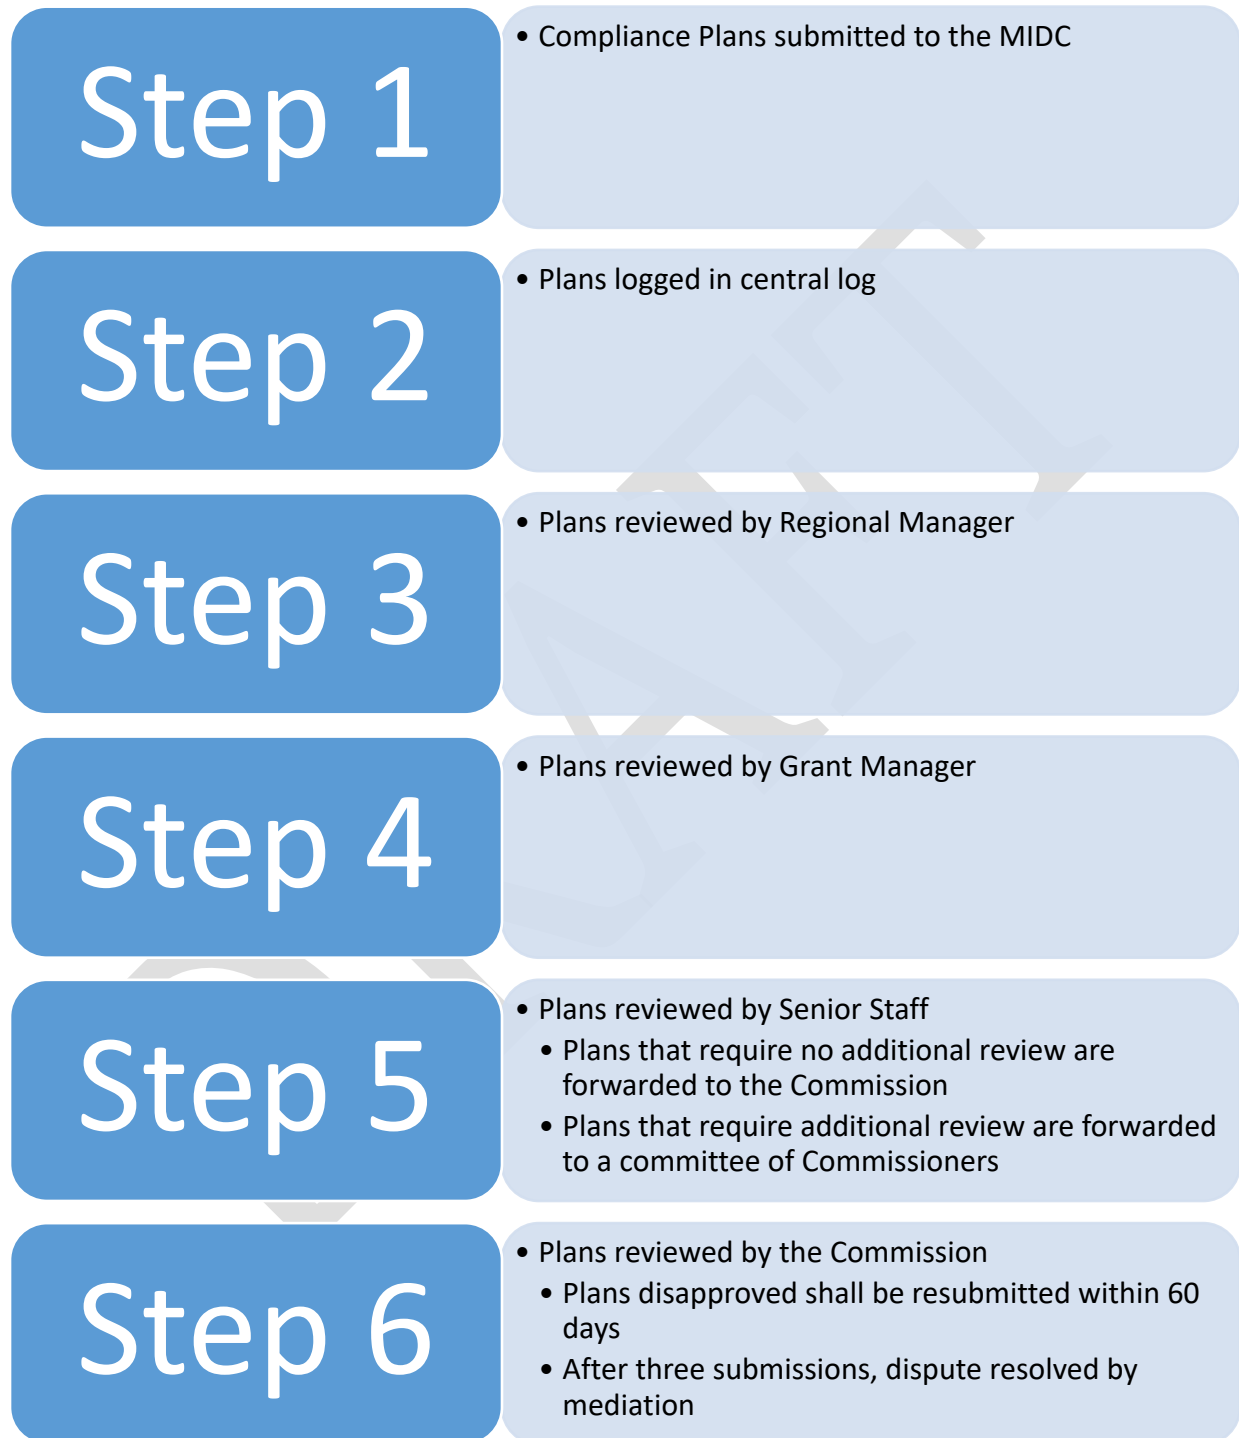 Step 1
• Compliance Plans submitted to the MIDC
Step 2
• Plans logged in central log
Step 3
• Plans reviewed by Regional Manager
Step 4
• Plans reviewed by Grant Manager
Step 5
• Plans reviewed by Senior Staff
• Plans that require no additional review are
forwarded to the Commission
• Plans that require additional review are forwarded
to a committee of Commissioners
Step 6
• Plans reviewed by the Commission
• Plans disapproved shall be resubmitted within 60
days
• After three submissions, dispute resolved by
mediation
DRAFT